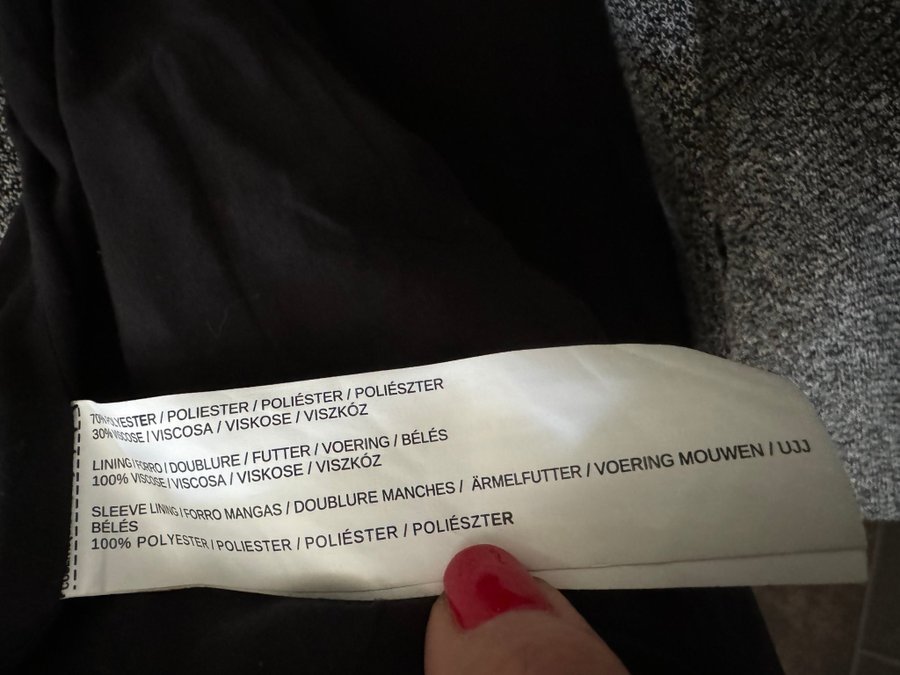 70% POLYESTER / POLIESTER / POLIÉSTER / POLIÉSZTER
30% VISCOSE / VISCOSA / VISKOSE / VISZKÓZ
LINING / FORRO / DOUBLURE / FUTTER / VOERING / BÉLÉS
100% VISCOSE / VISCOSA / VISKOSE / VISZKÓZ
SLEEVE LINING / FORRO MANGAS / DOUBLURE MANCHES / ÄRMELFUTTER / VOERING MOUWEN / UJJ
BÉLÉS
100% POLYESTER / POLIESTER / POLIÉSTER / POLIÉSZTER